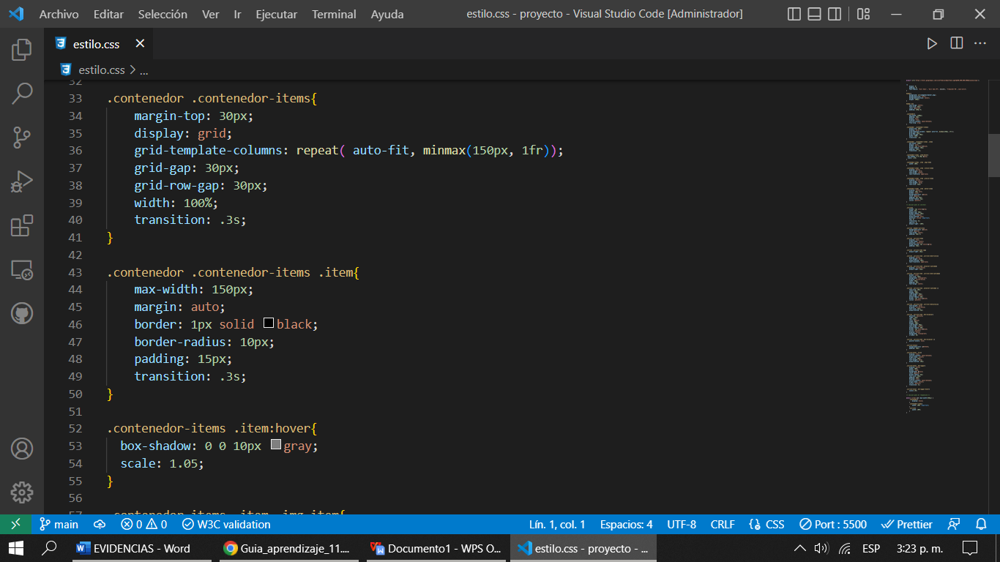 Archivo Editar Selección Ver Ir Ejecutar Terminal Ayuda estilo.css - proyecto - Visual Studio Code [Administrador]
estilo.css
estilo.css > ...
32
33 .contenedor .contenedor-items{
34 margin-top: 30px;
35 display: grid;
36 grid-template-columns: repeat( auto-fit, minmax(150px, 1fr));
37 grid-gap: 30px;
38 grid-row-gap: 30px;
39 width: 100%;
40 transition: .3s;
41 }
42
43 .contenedor .contenedor-items .item{
44 max-width: 150px;
45 margin: auto;
46 border: 1px solid black;
47 border-radius: 10px;
48 padding: 15px;
49 transition: .3s;
50 }
51
52 .contenedor-items .item:hover{
53 box-shadow: 0 0 10px gray;
54 scale: 1.05;
55 }
56
57 .contenedor-items .item .img-item{
main 0 0 W3C validation Lín. 1, col. 1 Espacios: 4 UTF-8 CRLF CSS Port : 5500 Prettier
EVIDENCIAS - Word Guia_aprendizaje_11.... Documento1 - WPS O... estilo.css - proyecto - ... ESP 3:23 p. m.